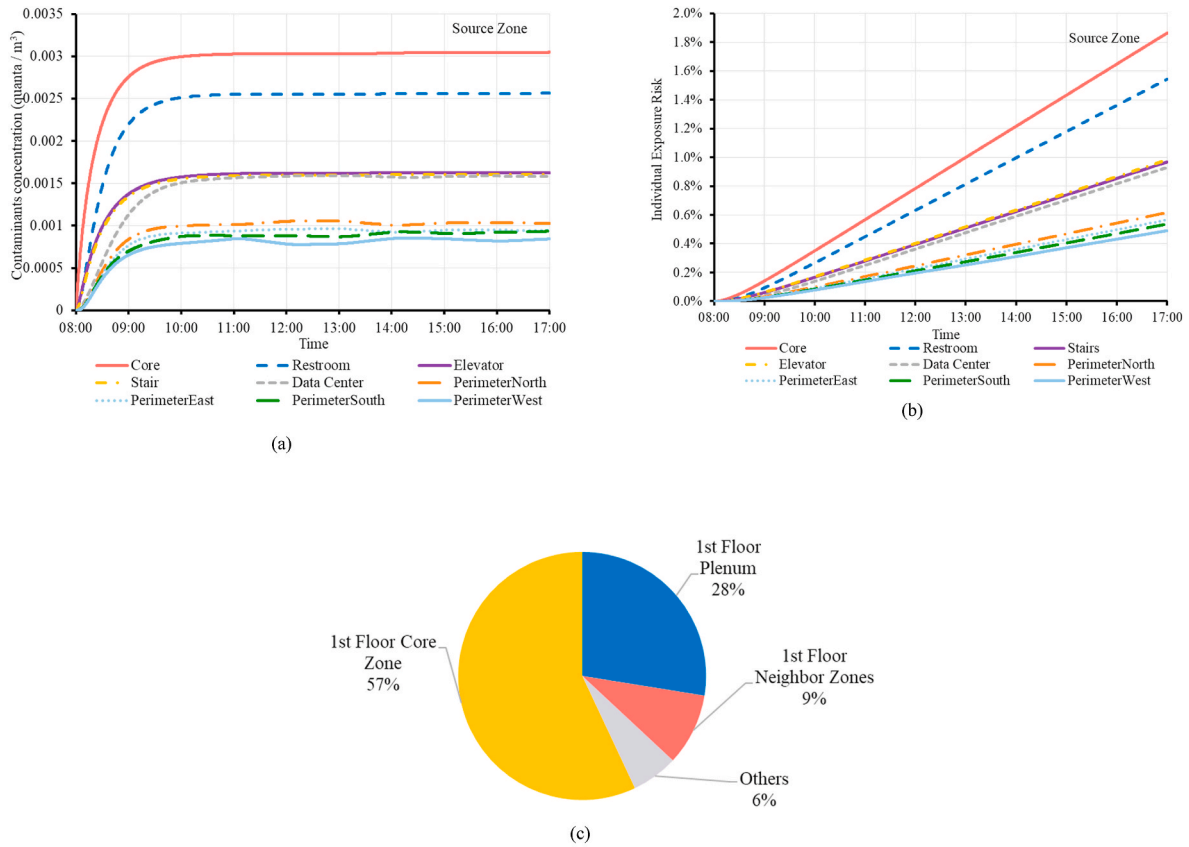 Contaminants concentration (quanta / m³)
0.0035
0.003
0.0025
0.002
0.0015
0.001
0.0005
0
Source Zone
08:00 09:00 10:00 11:00 12:00 13:00 14:00 15:00 16:00 17:00
Time
Core Restroom Elevator
Stair Data Center PerimeterNorth
PerimeterEast PerimeterSouth PerimeterWest
(a)
Individual Exposure Risk
2.0%
1.8%
1.6%
1.4%
1.2%
1.0%
0.8%
0.6%
0.4%
0.2%
0.0%
Source Zone
08:00 09:00 10:00 11:00 12:00 13:00 14:00 15:00 16:00 17:00
Time
Core Restroom Stairs
Elevator Data Center PerimeterNorth
PerimeterEast PerimeterSouth PerimeterWest
(b)
1st Floor
Plenum
28%
1st Floor Core
Zone
57%
1st Floor
Neighbor Zones
9%
Others
6%
(c)